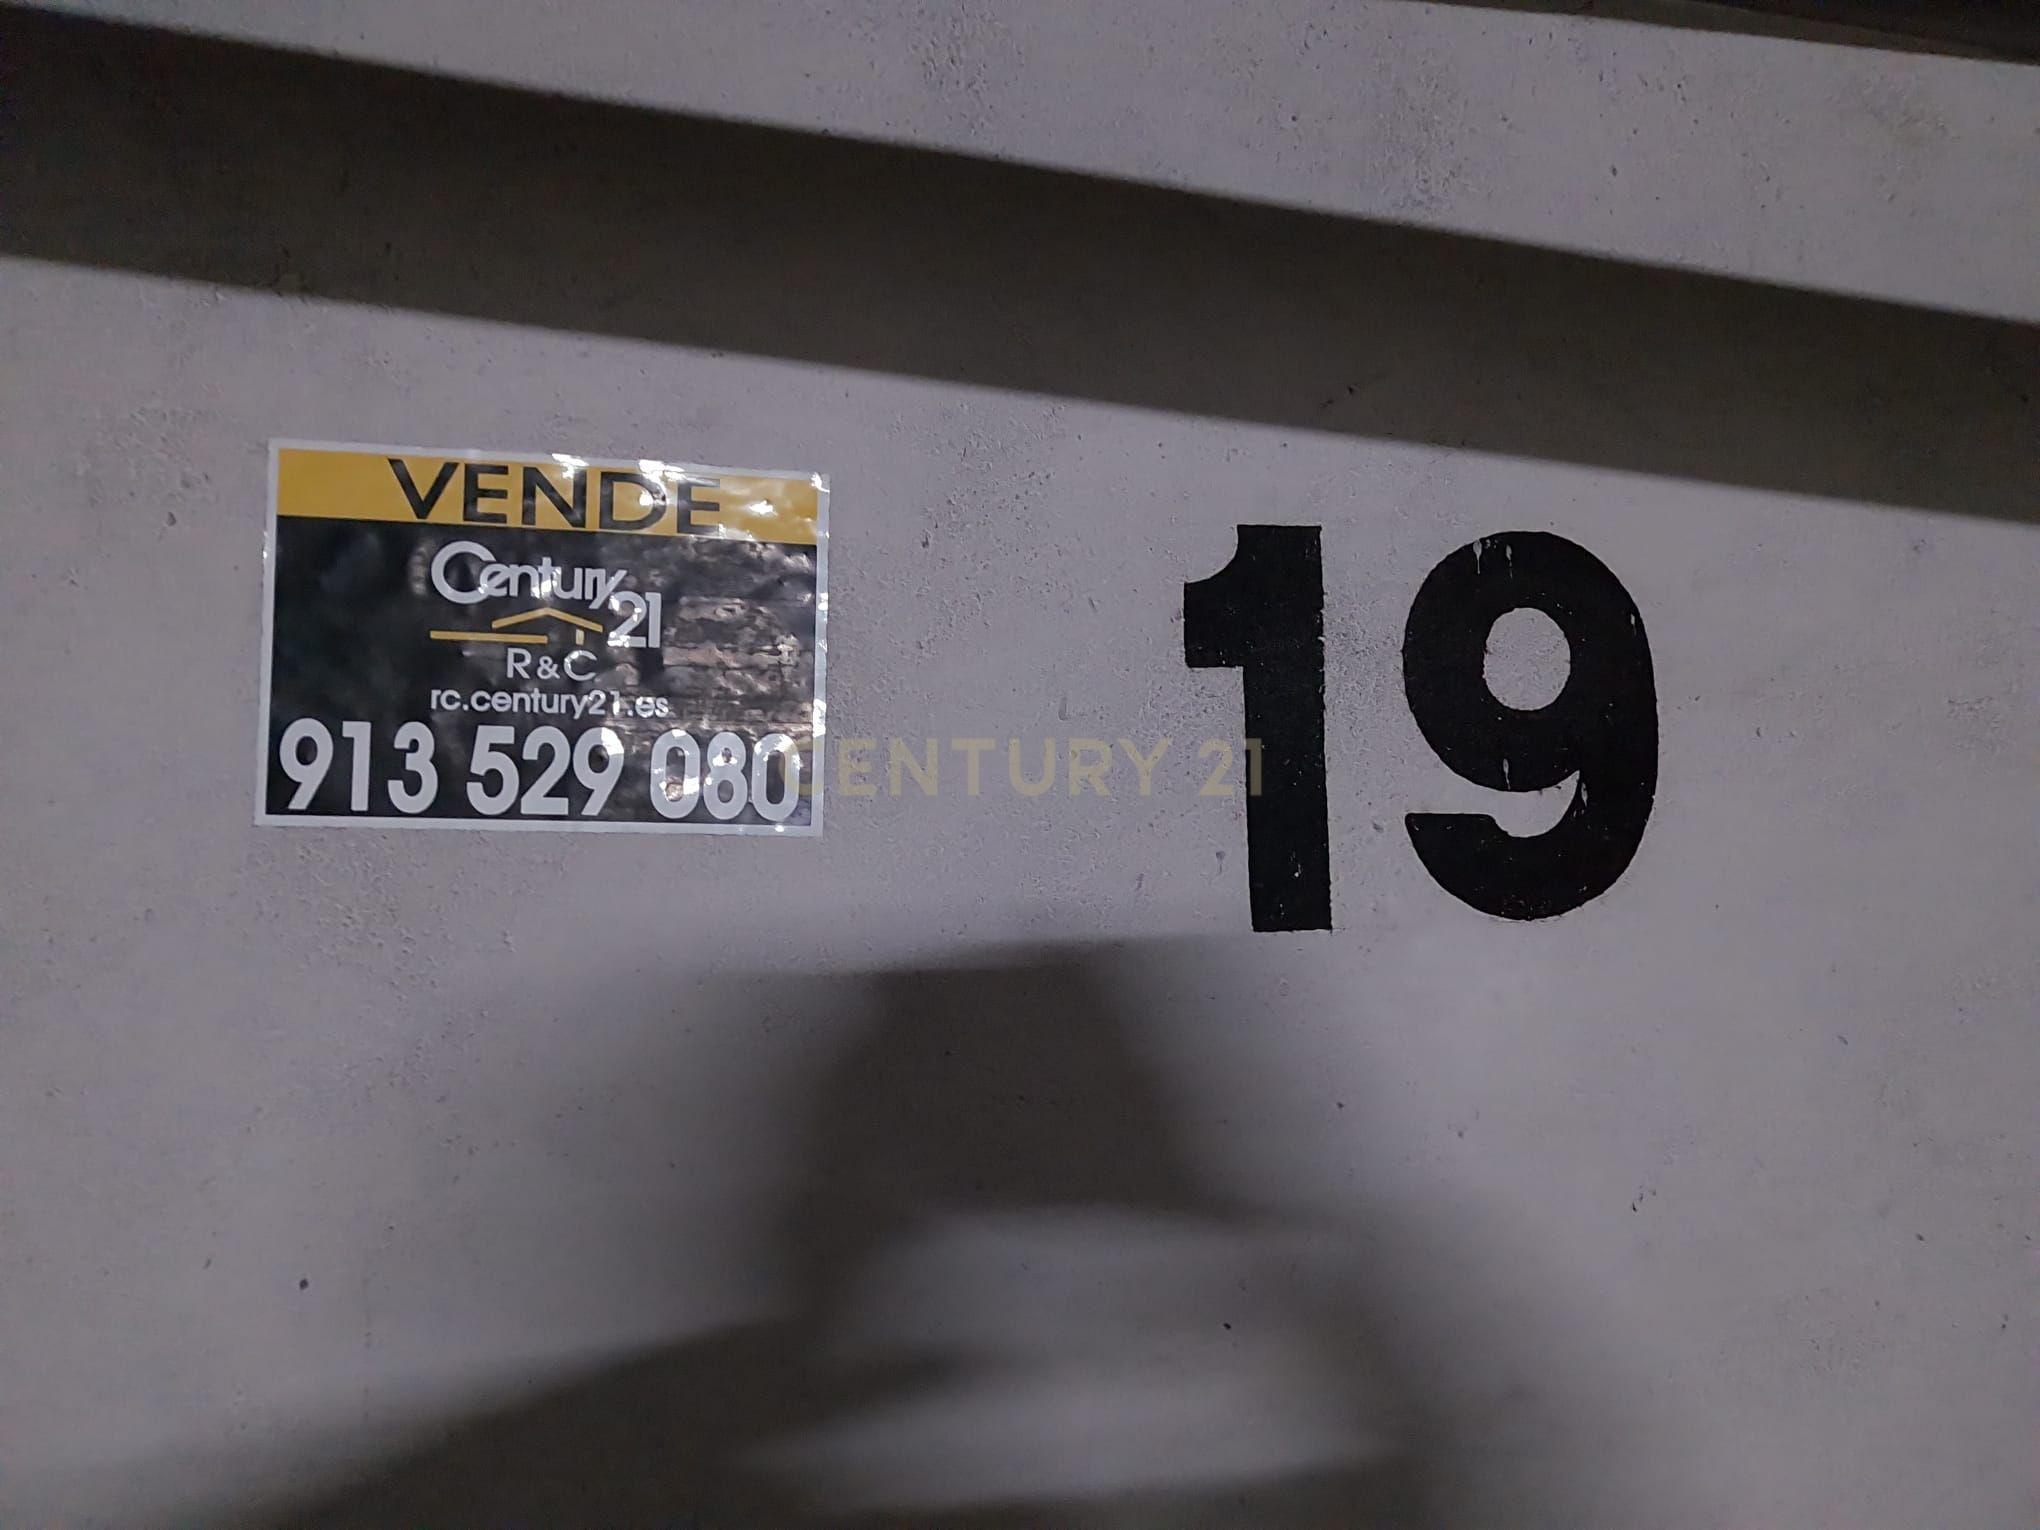 VENDE
Century 21
R & C
rc.century21.es
913 529 080
19
CENTURY 21